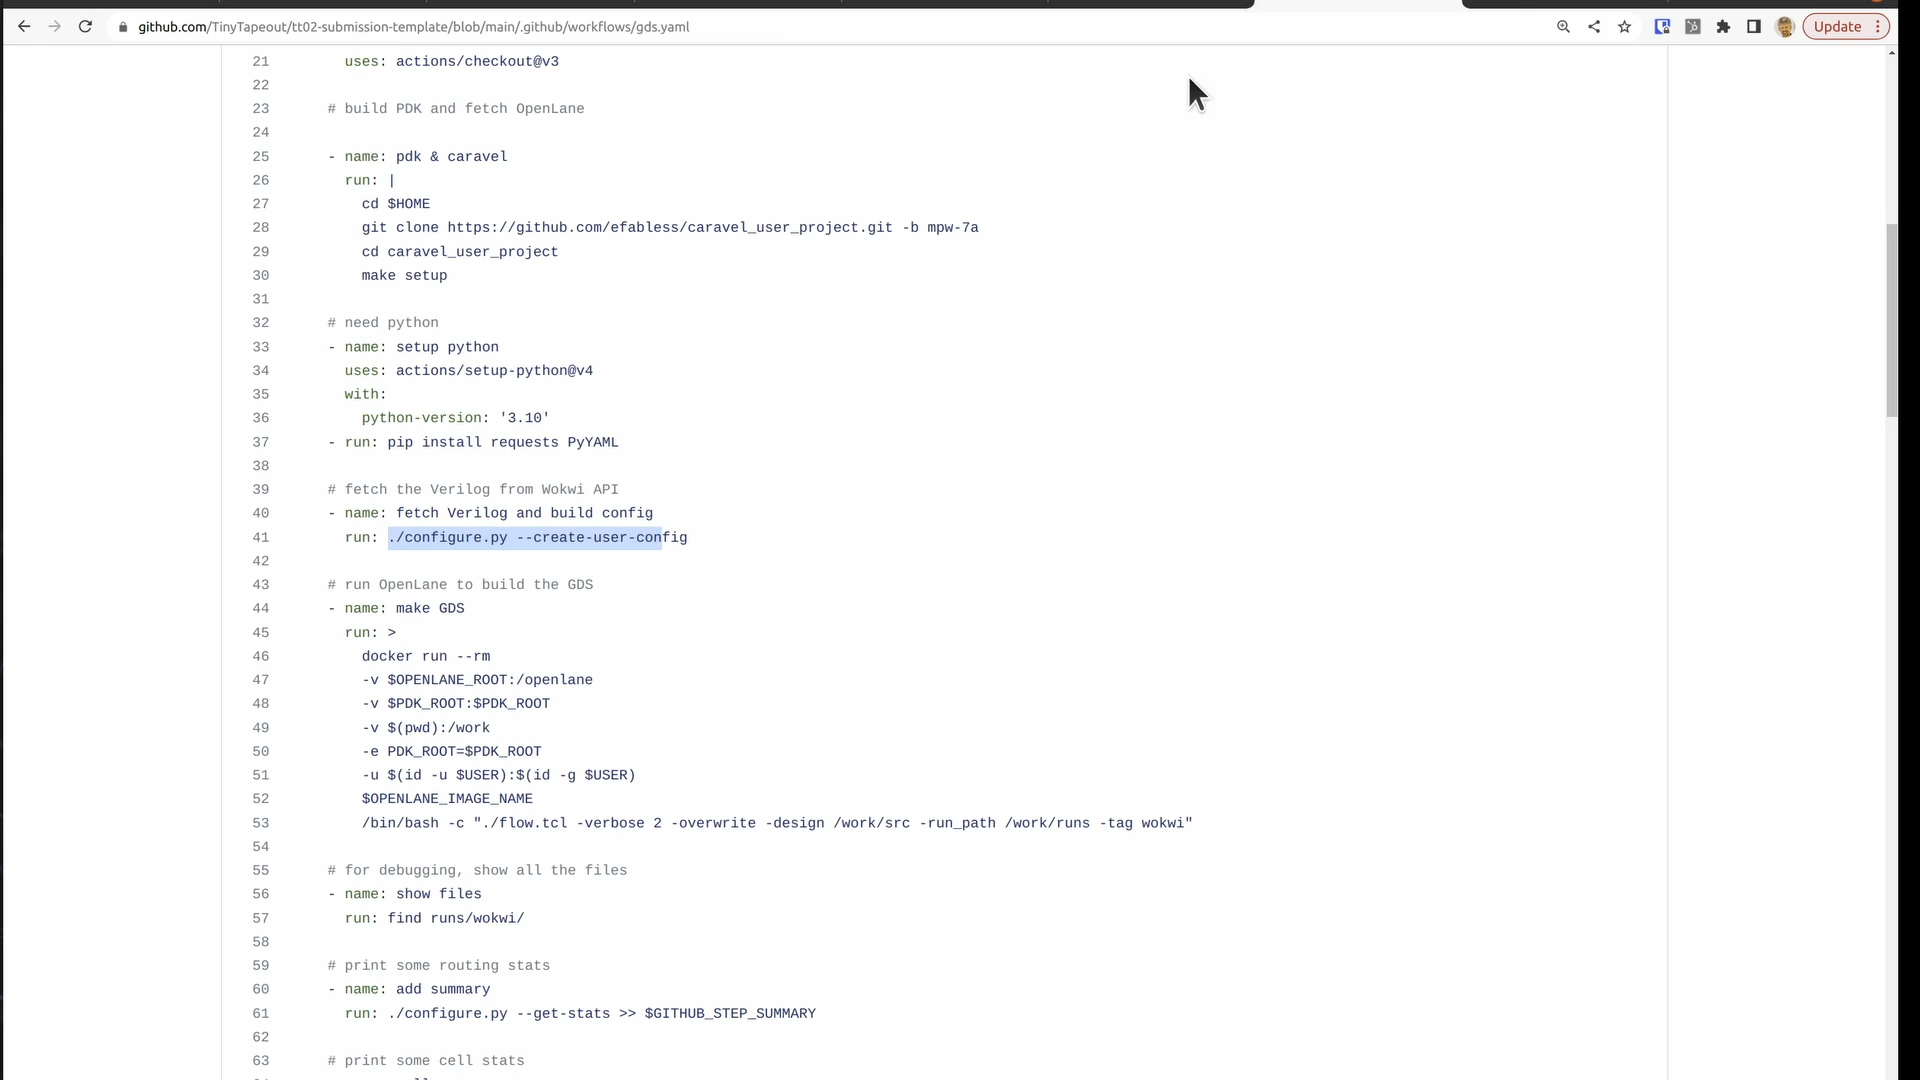 github.com/TinyTapeout/tt02-submission-template/blob/main/.github/workflows/gds.yaml
Update
21 uses: actions/checkout@v3
22
23 # build PDK and fetch OpenLane
24
25 - name: pdk & caravel
26 run: |
27 cd $HOME
28 git clone https://github.com/efabless/caravel_user_project.git -b mpw-7a
29 cd caravel_user_project
30 make setup
31
32 # need python
33 - name: setup python
34 uses: actions/setup-python@v4
35 with:
36 python-version: '3.10'
37 - run: pip install requests PyYAML
38
39 # fetch the Verilog from Wokwi API
40 - name: fetch Verilog and build config
41 run: ./configure.py --create-user-config
42
43 # run OpenLane to build the GDS
44 - name: make GDS
45 run: >
46 docker run --rm
47 -v $OPENLANE_ROOT:/openlane
48 -v $PDK_ROOT:$PDK_ROOT
49 -v $(pwd):/work
50 -e PDK_ROOT=$PDK_ROOT
51 -u $(id -u $USER):$(id -g $USER)
52 $OPENLANE_IMAGE_NAME
53 /bin/bash -c "./flow.tcl -verbose 2 -overwrite -design /work/src -run_path /work/runs -tag wokwi"
54
55 # for debugging, show all the files
56 - name: show files
57 run: find runs/wokwi/
58
59 # print some routing stats
60 - name: add summary
61 run: ./configure.py --get-stats >> $GITHUB_STEP_SUMMARY
62
63 # print some cell stats